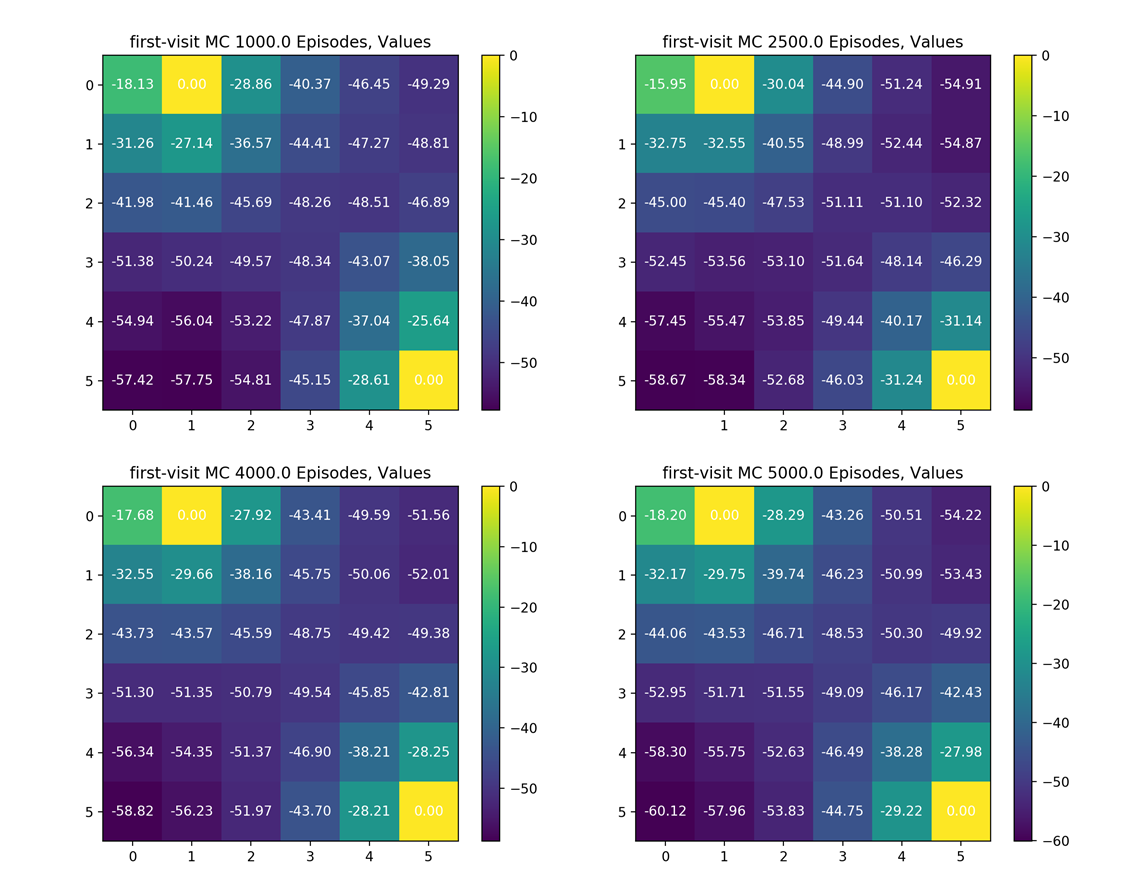 first-visit MC 1000.0 Episodes, Values
0 -18.13 0.00 -28.86 -40.37 -46.45 -49.29
1 -31.26 -27.14 -36.57 -44.41 -47.27 -48.81
2 -41.98 -41.46 -45.69 -48.26 -48.51 -46.89
3 -51.38 -50.24 -49.57 -48.34 -43.07 -38.05
4 -54.94 -56.04 -53.22 -47.87 -37.04 -25.64
5 -57.42 -57.75 -54.81 -45.15 -28.61 0.00
0 1 2 3 4 5
0
−10
−20
−30
−40
−50
first-visit MC 2500.0 Episodes, Values
0 -15.95 0.00 -30.04 -44.90 -51.24 -54.91
1 -32.75 -32.55 -40.55 -48.99 -52.44 -54.87
2 -45.00 -45.40 -47.53 -51.11 -51.10 -52.32
3 -52.45 -53.56 -53.10 -51.64 -48.14 -46.29
4 -57.45 -55.47 -53.85 -49.44 -40.17 -31.14
5 -58.67 -58.34 -52.68 -46.03 -31.24 0.00
1 2 3 4 5
0
−10
−20
−30
−40
−50
first-visit MC 4000.0 Episodes, Values
0 -17.68 0.00 -27.92 -43.41 -49.59 -51.56
1 -32.55 -29.66 -38.16 -45.75 -50.06 -52.01
2 -43.73 -43.57 -45.59 -48.75 -49.42 -49.38
3 -51.30 -51.35 -50.79 -49.54 -45.85 -42.81
4 -56.34 -54.35 -51.37 -46.90 -38.21 -28.25
5 -58.82 -56.23 -51.97 -43.70 -28.21 0.00
0 1 2 3 4 5
0
−10
−20
−30
−40
−50
first-visit MC 5000.0 Episodes, Values
0 -18.20 0.00 -28.29 -43.26 -50.51 -54.22
1 -32.17 -29.75 -39.74 -46.23 -50.99 -53.43
2 -44.06 -43.53 -46.71 -48.53 -50.30 -49.92
3 -52.95 -51.71 -51.55 -49.09 -46.17 -42.43
4 -58.30 -55.75 -52.63 -46.49 -38.28 -27.98
5 -60.12 -57.96 -53.83 -44.75 -29.22 0.00
0 1 2 3 4 5
0
−10
−20
−30
−40
−50
−60